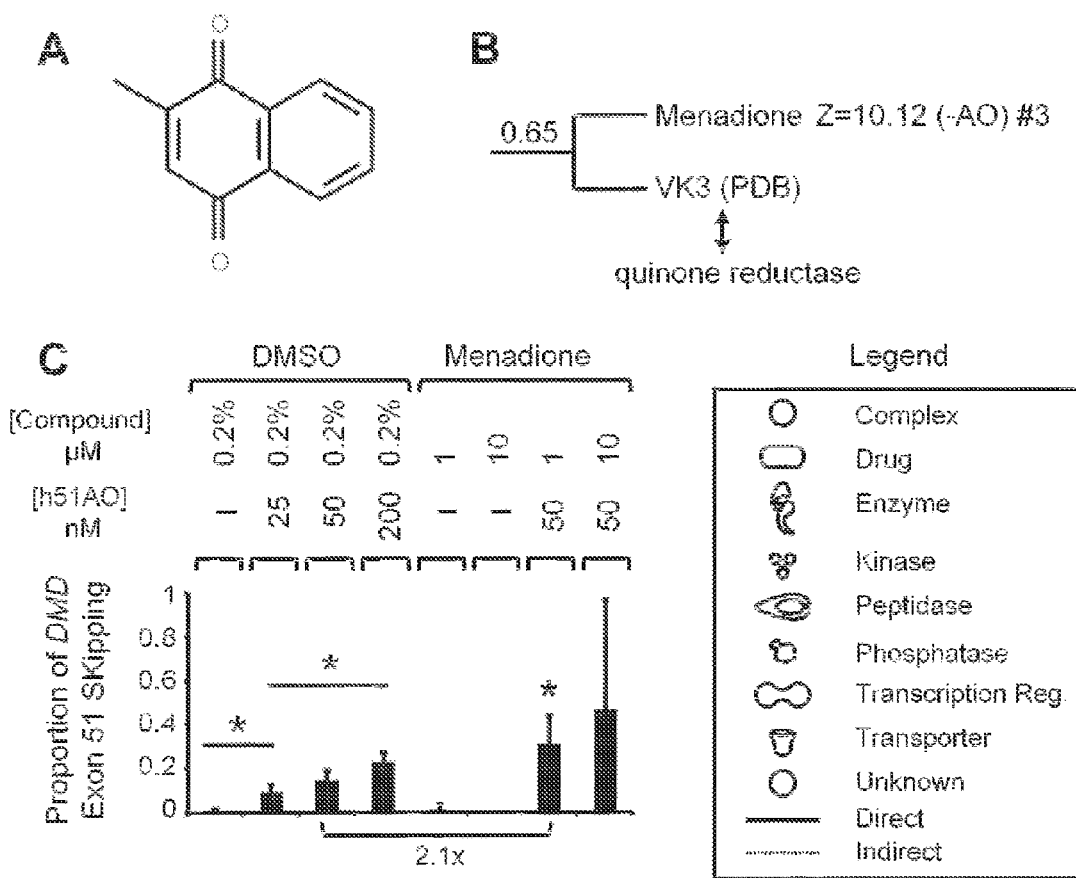 A
O
O
B
0.65
Menadione Z=10.12 (-AO) #3
VK3 (PDB)
quinone reductase
C
DMSO
Menadione
[Compound]
µM
0.2%
0.2%
0.2%
0.2%
1
10
1
10
[h51AO]
nM
–
25
50
200
–
–
50
50
Proportion of DMD
Exon 51 SKipping
1
0.8
0.6
0.4
0.2
0
*
*
*
2.1x
Legend
Complex
Drug
Enzyme
Kinase
Peptidase
Phosphatase
Transcription Reg.
Transporter
Unknown
Direct
Indirect